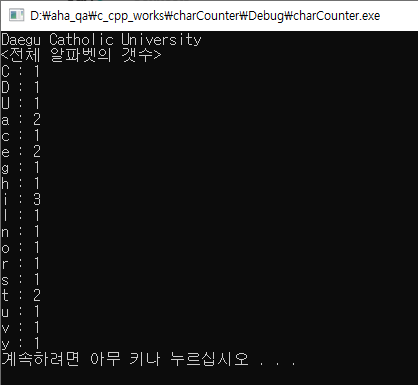 D:₩aha_qa₩c_cpp_works₩charCounter₩Debug₩charCounter.exe
Daegu Catholic University
<전체 알파벳의 갯수>
C : 1
D : 1
U : 1
a : 2
c : 1
e : 2
g : 1
h : 1
i : 3
l : 1
n : 1
o : 1
r : 1
s : 1
t : 2
u : 1
v : 1
y : 1
계속하려면 아무 키나 누르십시오 . . .